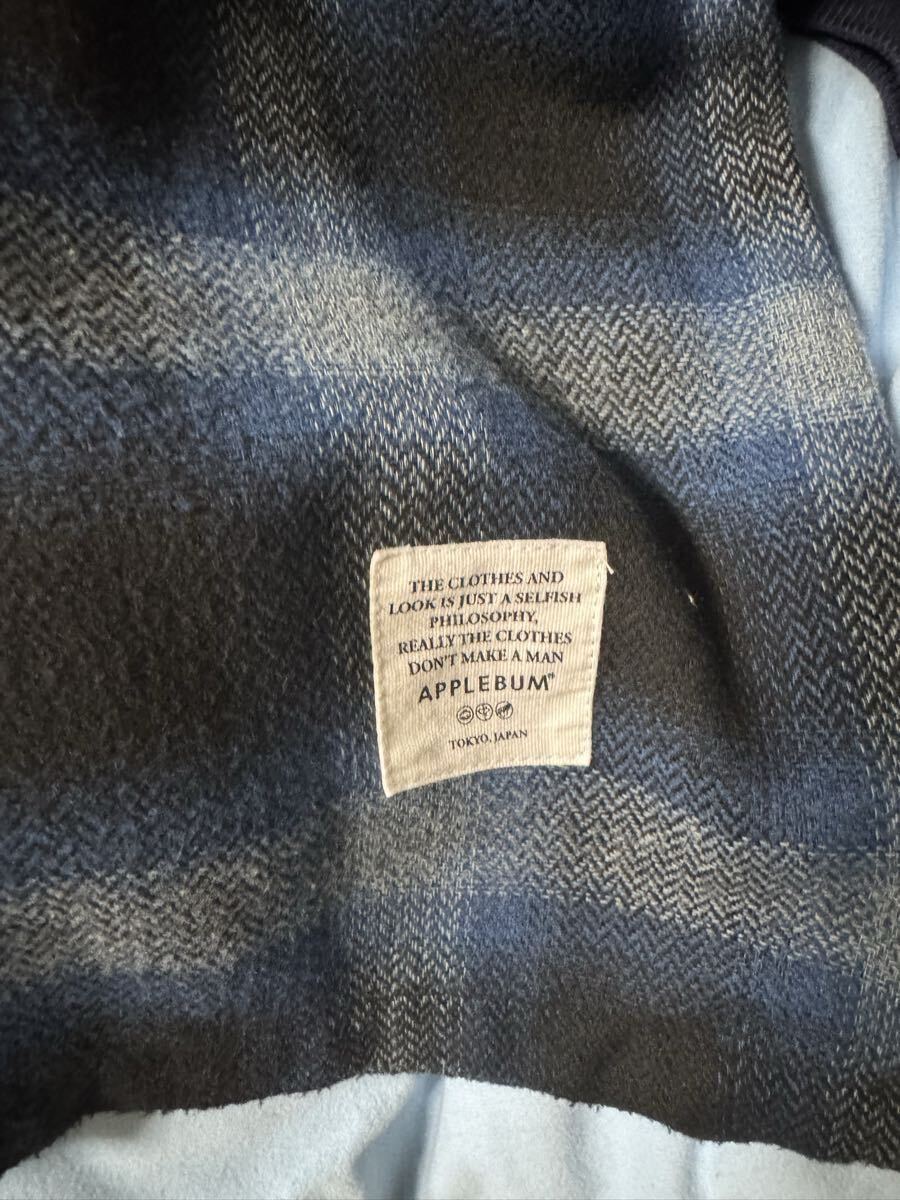 THE CLOTHES AND
LOOK IS JUST A SELFISH
PHILOSOPHY,
REALLY THE CLOTHES
DON'T MAKE A MAN
APPLEBUM®
TOKYO, JAPAN